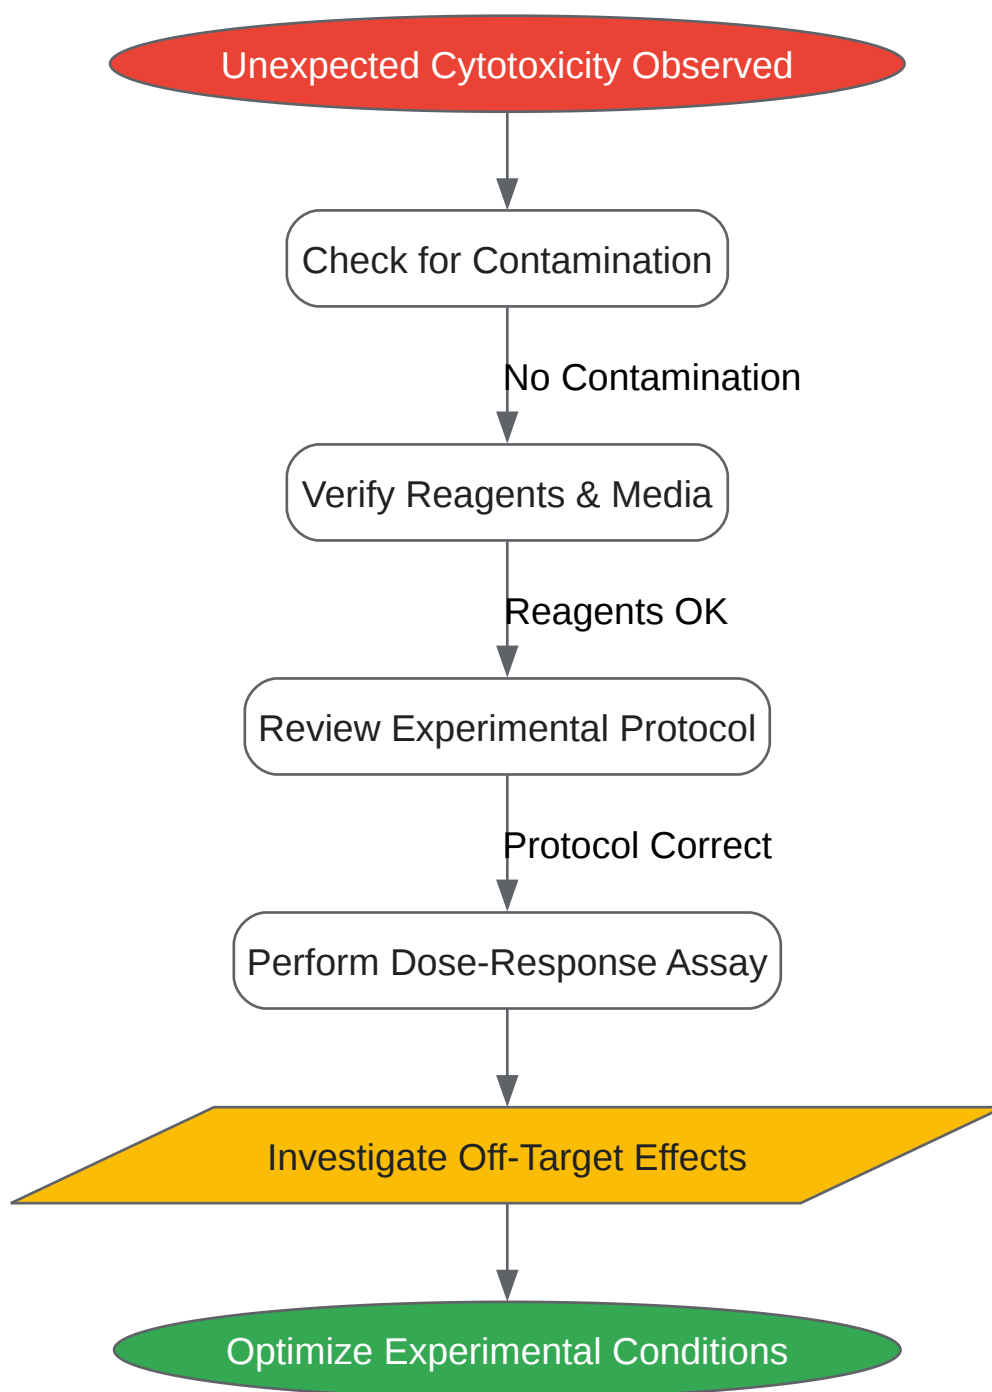 Unexpected Cytotoxicity Observed
Check for Contamination
No Contamination
Verify Reagents & Media
Reagents OK
Review Experimental Protocol
Protocol Correct
Perform Dose-Response Assay
Investigate Off-Target Effects
Optimize Experimental Conditions